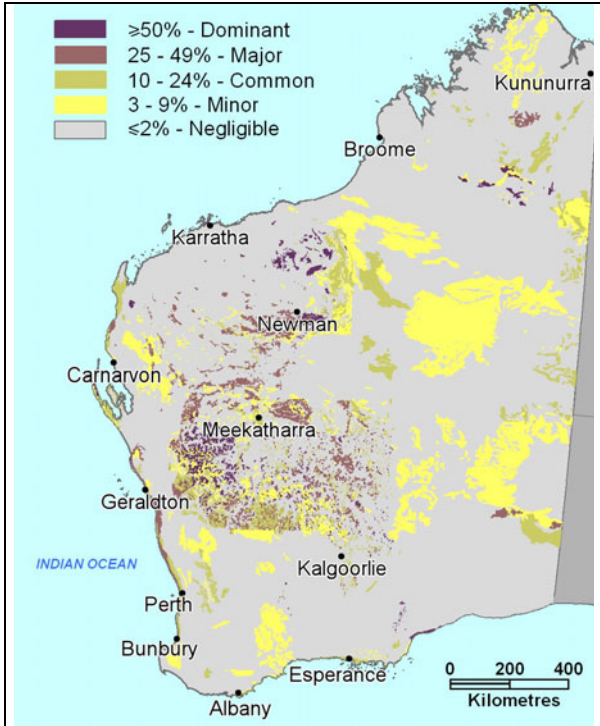 ≥50% - Dominant
25 - 49% - Major
10 - 24% - Common
3 - 9% - Minor
≤2% - Negligible
Kununurra
Broome
Karratha
Newman
Carnarvon
Meekatharra
Geraldton
INDIAN OCEAN
Kalgoorlie
Perth
Bunbury
Esperance
Albany
0 200 400
Kilometres